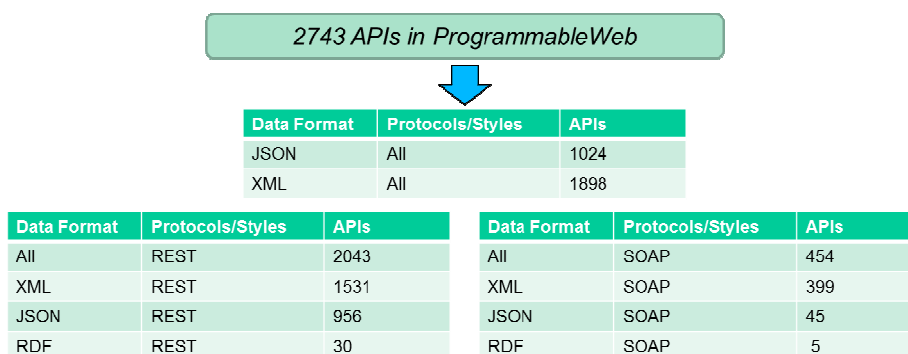 2743 APIs in ProgrammableWeb
Data Format Protocols/Styles APIs
JSON All 1024
XML All 1898
Data Format Protocols/Styles APIs
All REST 2043
XML REST 1531
JSON REST 956
RDF REST 30
Data Format Protocols/Styles APIs
All SOAP 454
XML SOAP 399
JSON SOAP 45
RDF SOAP 5